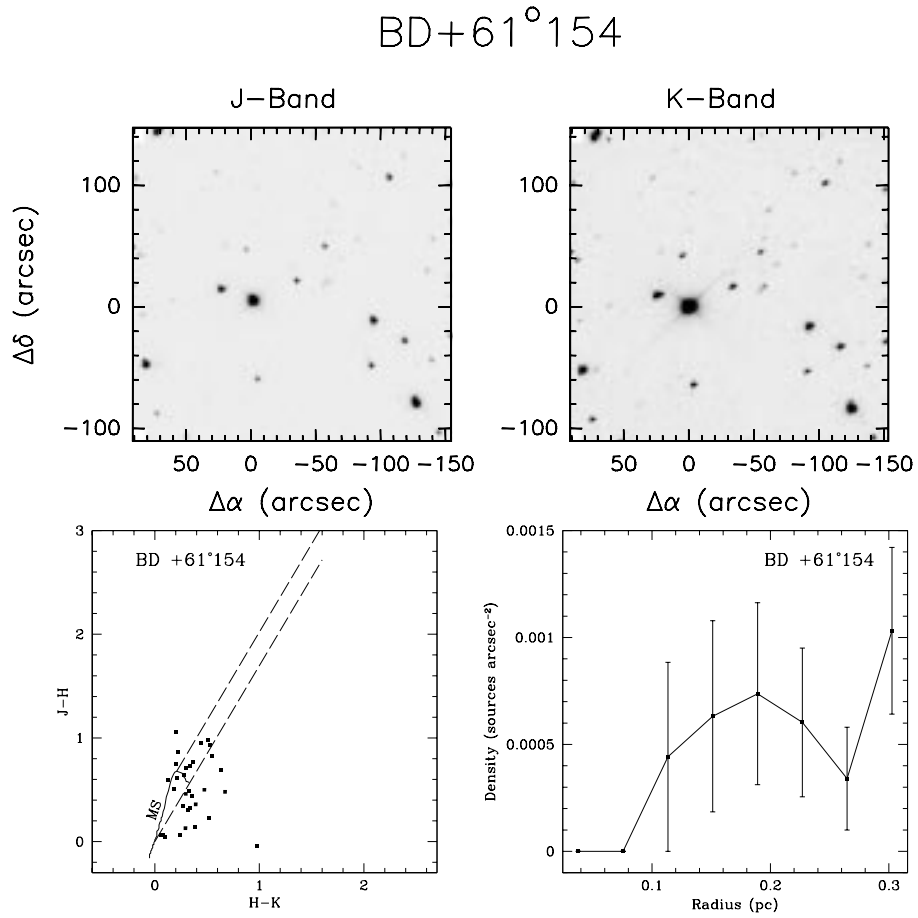 BD+61°154
J-Band
K-Band
Δδ (arcsec)
100
0
-100
50 0 -50 -100 -150
Δα (arcsec)
100
0
-100
50 0 -50 -100 -150
Δα (arcsec)
BD +61°154
J-H
3
2
1
0
MS
0 1 2
H-K
BD +61°154
Density (sources arcsec⁻²)
0.0015
0.001
0.0005
0
0.1 0.2 0.3
Radius (pc)